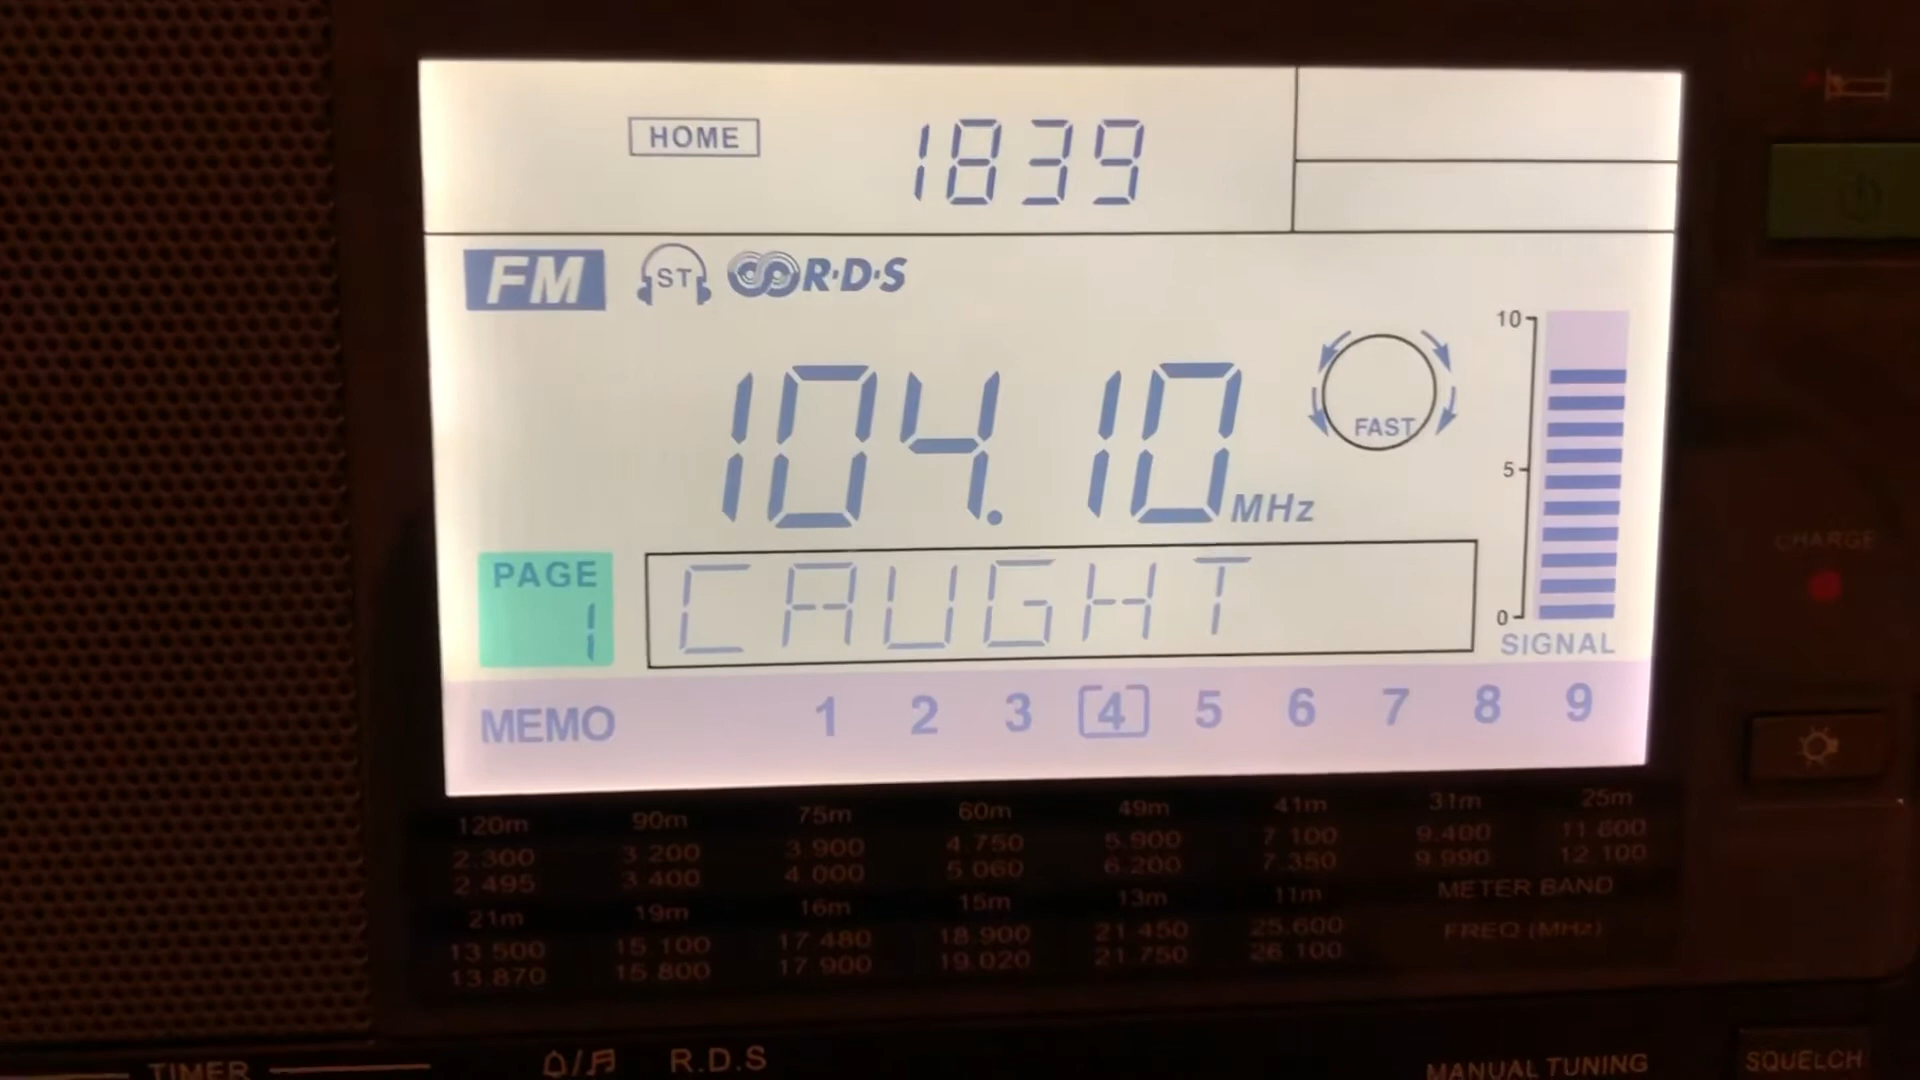 HOME 1839
FM ST R·D·S
104.10 MHz
FAST
10
5
0
SIGNAL
PAGE
1
CAUGHT
MEMO 1 2 3 4 5 6 7 8 9
CHARGE
120m 90m 75m 60m 49m 41m 31m 25m
2.300 3.200 3.900 4.750 5.900 7.100 9.400 11.600
2.495 3.400 4.000 5.060 6.200 7.350 9.990 12.100
21m 19m 16m 15m 13m 11m METER BAND
13.500 15.100 17.480 18.900 21.450 25.600 FREQ (MHz)
13.870 15.800 17.900 19.020 21.750 26.100
TIMER R.D.S MANUAL TUNING SQUELCH